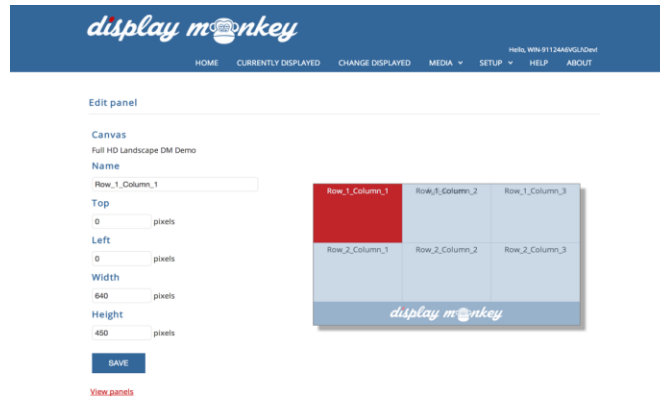 display monkey
Hello, WIN-91124A6VGLhDevl
HOME CURRENTLY DISPLAYED CHANGE DISPLAYED MEDIA SETUP HELP ABOUT
Edit panel
Canvas
Full HD Landscape DM Demo
Name
Row_1_Column_1
Top
0 pixels
Left
0 pixels
Width
640 pixels
Height
450 pixels
SAVE
View panels
Row_1_Column_1 Row_1_Column_2 Row_1_Column_3
Row_2_Column_1 Row_2_Column_2 Row_2_Column_3
display monkey